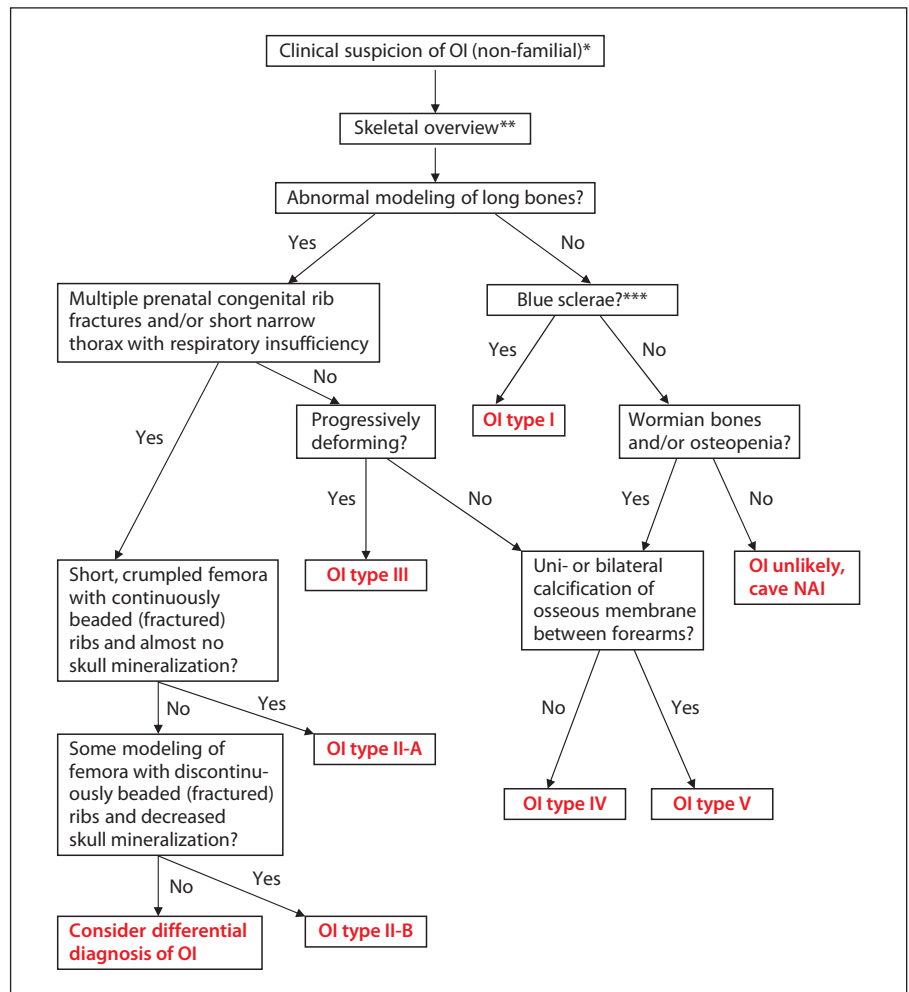 Clinical suspicion of OI (non-familial)*
Skeletal overview**
Abnormal modeling of long bones?
Yes
No
Multiple prenatal congenital rib
fractures and/or short narrow
thorax with respiratory insufficiency
Blue sclerae?***
Yes
No
No
Yes
Progressively
deforming?
OI type I
Wormian bones
and/or osteopenia?
Yes
No
Yes
No
Short, crumpled femora
with continuously
beaded (fractured)
ribs and almost no
skull mineralization?
OI type III
Uni- or bilateral
calcification of
osseous membrane
between forearms?
OI unlikely,
cave NAI
No
Yes
No
Yes
Some modeling of
femora with discontinu-
ously beaded (fractured)
ribs and decreased
skull mineralization?
OI type II-A
OI type IV
OI type V
No
Yes
Consider differential
diagnosis of OI
OI type II-B